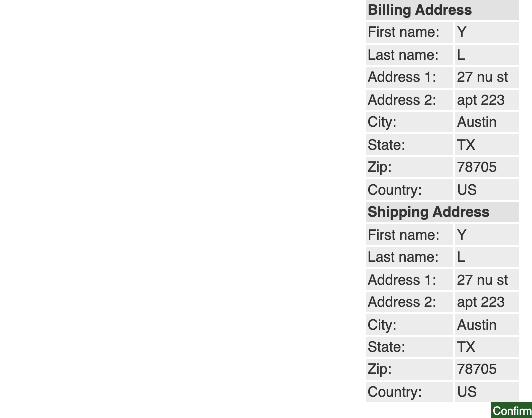 Billing Address
First name: Y
Last name: L
Address 1: 27 nu st
Address 2: apt 223
City: Austin
State: TX
Zip: 78705
Country: US
Shipping Address
First name: Y
Last name: L
Address 1: 27 nu st
Address 2: apt 223
City: Austin
State: TX
Zip: 78705
Country: US
Confirm